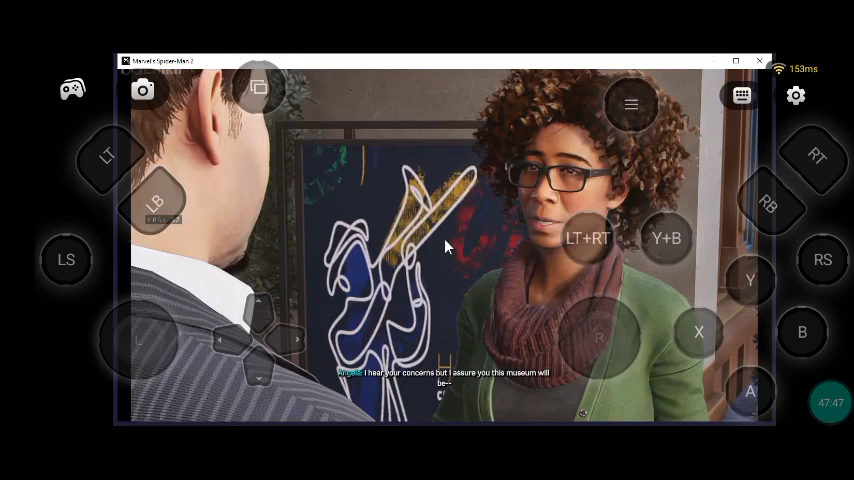 Marvel's Spider-Man 2
153ms
LT
RT
LB
RB
LS
LT+RT
Y+B
RS
Y
L
R
X
B
A
Angela: I hear your concerns but I assure you this museum will
be--
47:47